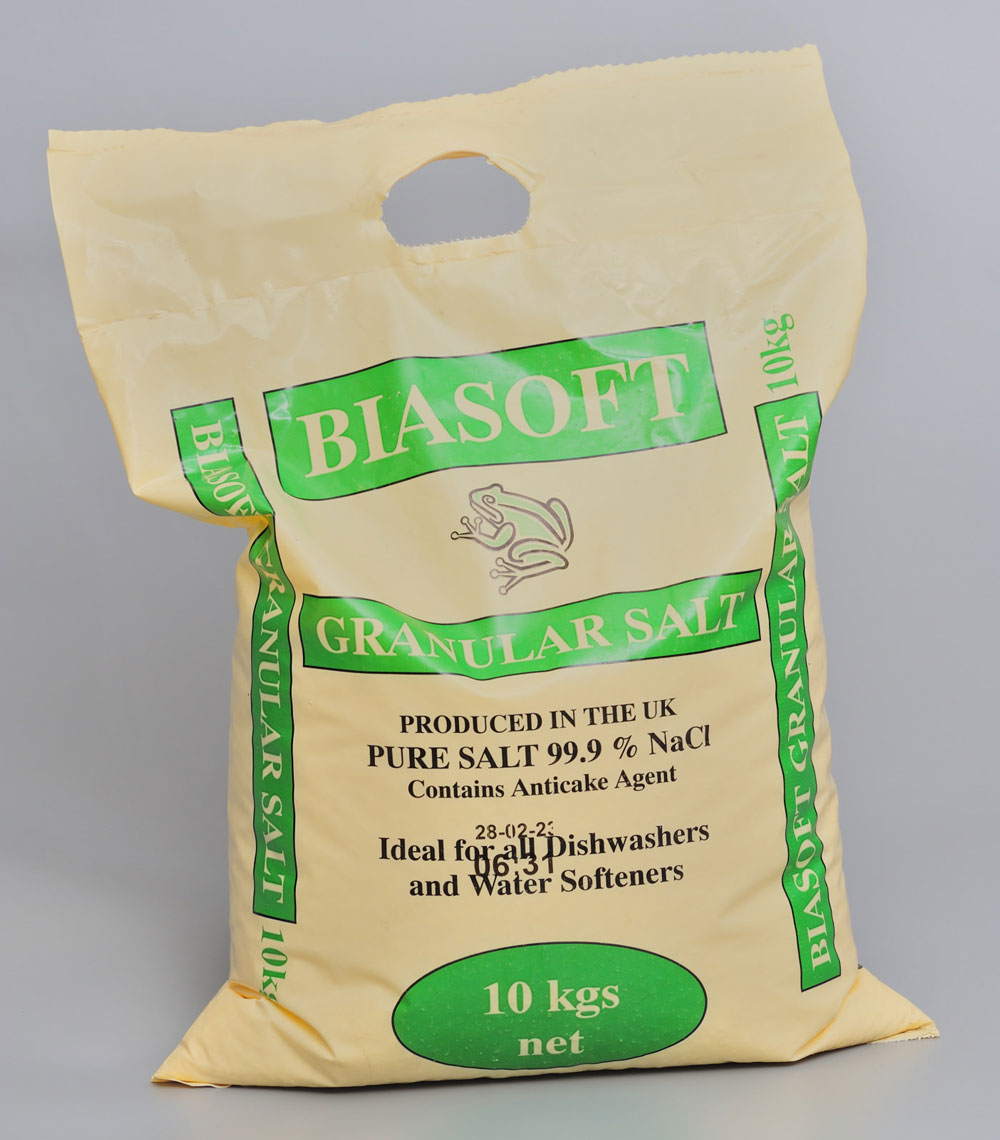 BIASOFT
GRANULAR SALT
PRODUCED IN THE UK
PURE SALT 99.9 % NaCl
Contains Anticake Agent
28-02-23
Ideal for all Dishwashers
06:31
and Water Softeners
10 kgs
net
BIASOFT GRANULAR SALT
10kg
BIASOFT GRANULAR SALT
10kg